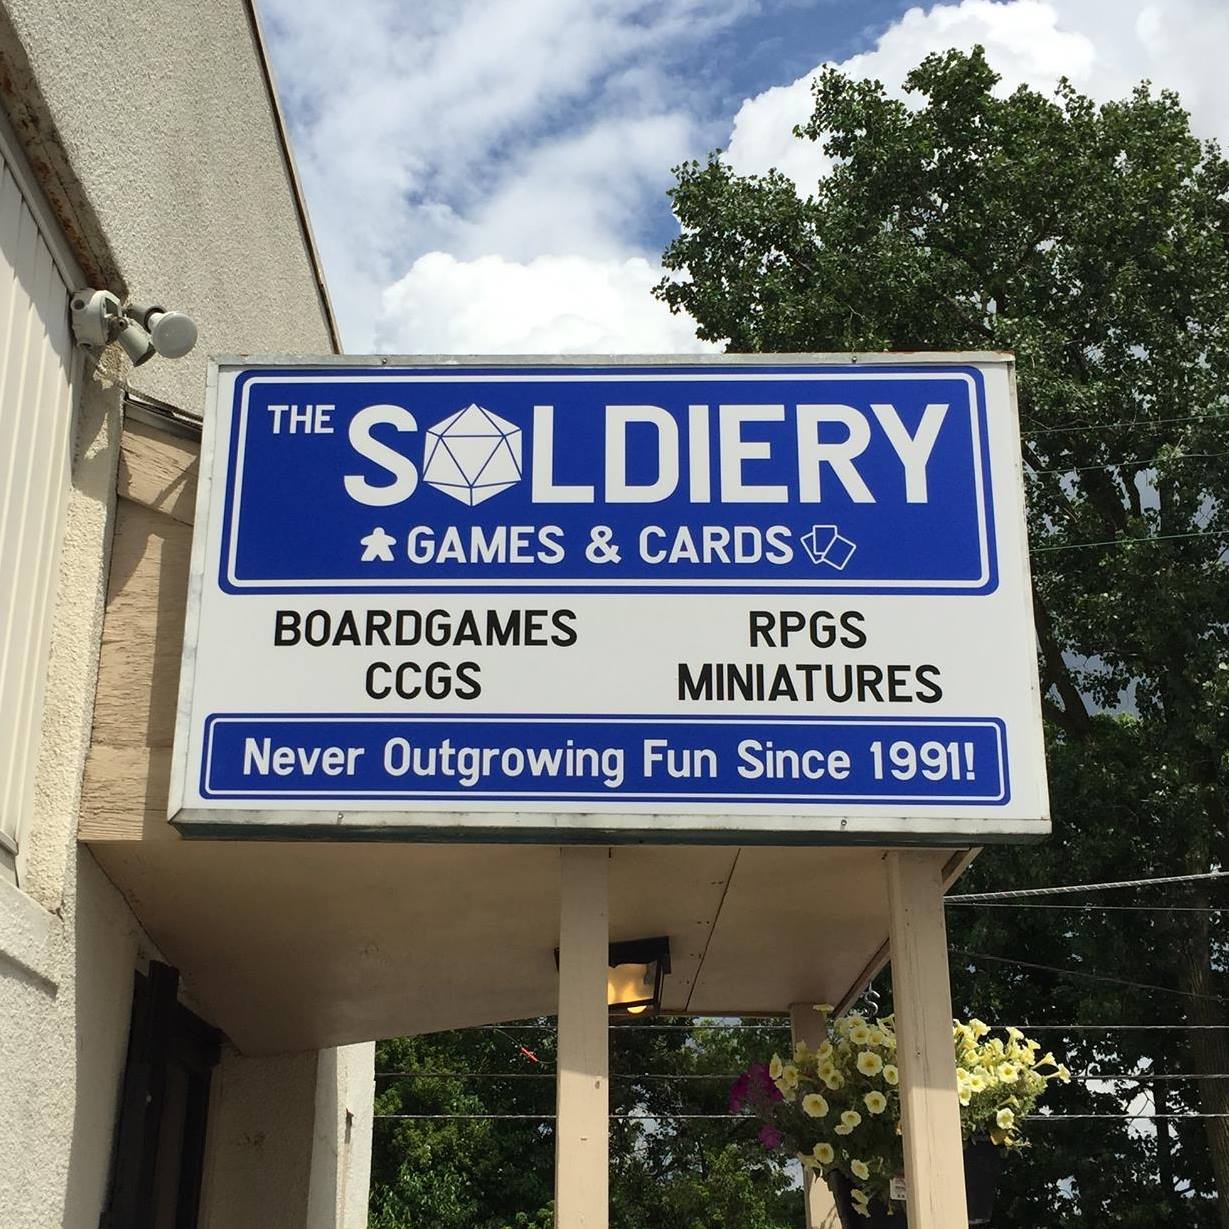 THE SOLDIERY
GAMES & CARDS
BOARDGAMES RPGS
CCGS MINIATURES
Never Outgrowing Fun Since 1991!